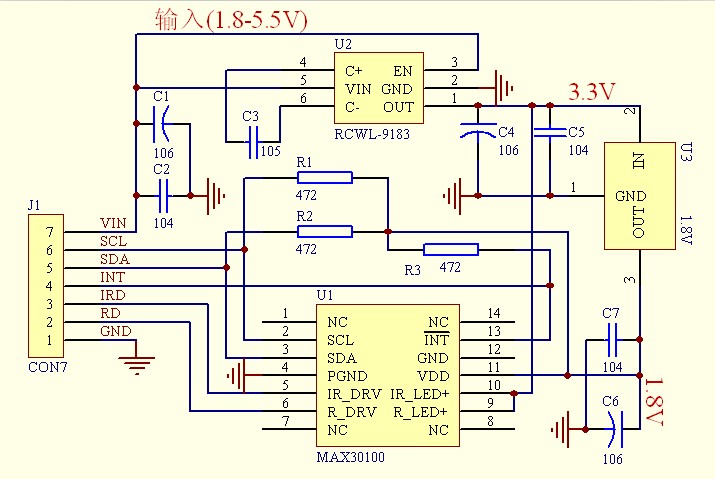 输入(1.8-5.5V)
U2
4 C+ EN 3
5 VIN GND 2
6 C- OUT 1
RCWL-9183
C1
106
C2
104
C3
105
3.3V
C4
106
C5
104
2
U3
IN
1 GND
OUT
1.8V
3
R1
472
R2
472
R3
472
J1
7 VIN
6 SCL
5 SDA
4 INT
3 IRD
2 RD
1 GND
CON7
U1
1 NC NC 14
2 SCL INT 13
3 SDA GND 12
4 PGND VDD 11
5 IR_DRV IR_LED+ 10
6 R_DRV R_LED+ 9
7 NC NC 8
MAX30100
C7
104
1.8V
C6
106